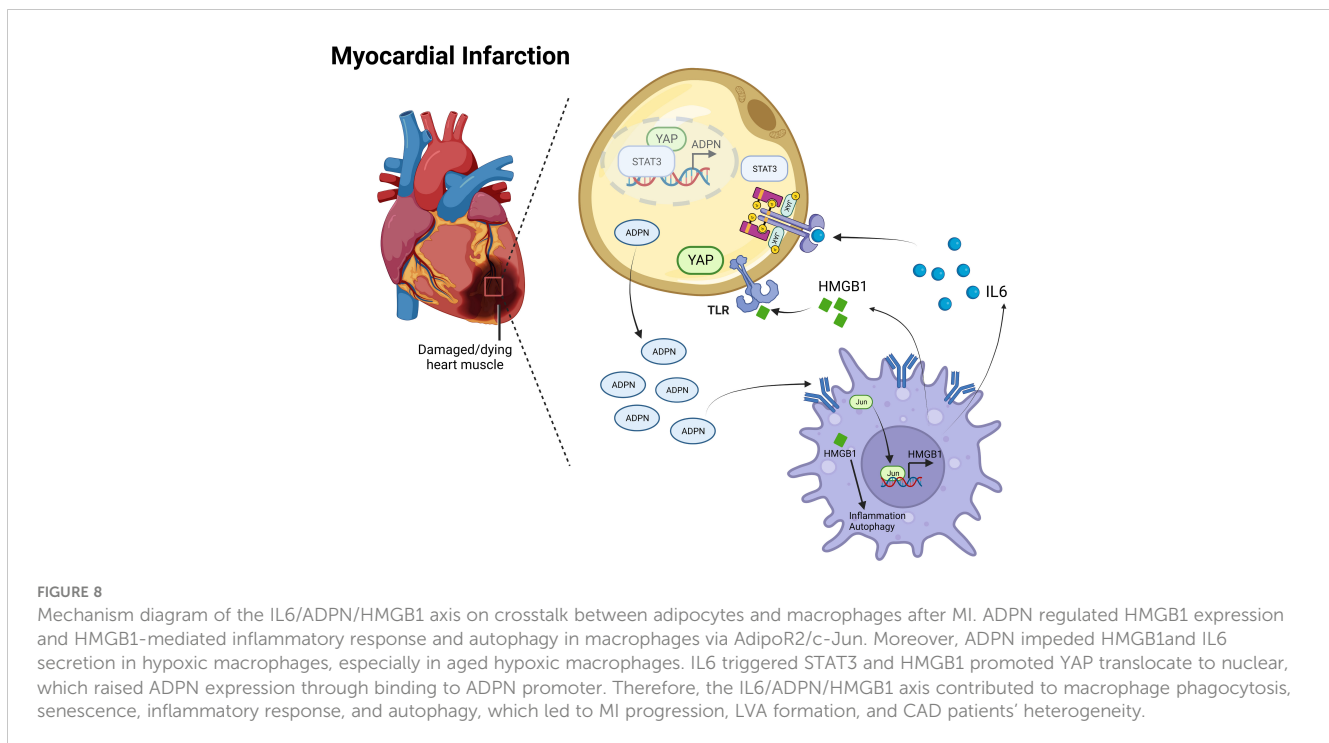 Myocardial Infarction
YAP
ADPN
STAT3
STAT3
JAK
JAK
ADPN
YAP
HMGB1
IL6
TLR
Damaged/dying
heart muscle
ADPN
ADPN
ADPN
ADPN
ADPN
Jun
HMGB1
HMGB1
Jun
Inflammation
Autophagy
FIGURE 8
Mechanism diagram of the IL6/ADPN/HMGB1 axis on crosstalk between adipocytes and macrophages after MI. ADPN regulated HMGB1 expression
and HMGB1-mediated inflammatory response and autophagy in macrophages via AdipoR2/c-Jun. Moreover, ADPN impeded HMGB1and IL6
secretion in hypoxic macrophages, especially in aged hypoxic macrophages. IL6 triggered STAT3 and HMGB1 promoted YAP translocate to nuclear,
which raised ADPN expression through binding to ADPN promoter. Therefore, the IL6/ADPN/HMGB1 axis contributed to macrophage phagocytosis,
senescence, inflammatory response, and autophagy, which led to MI progression, LVA formation, and CAD patients’ heterogeneity.